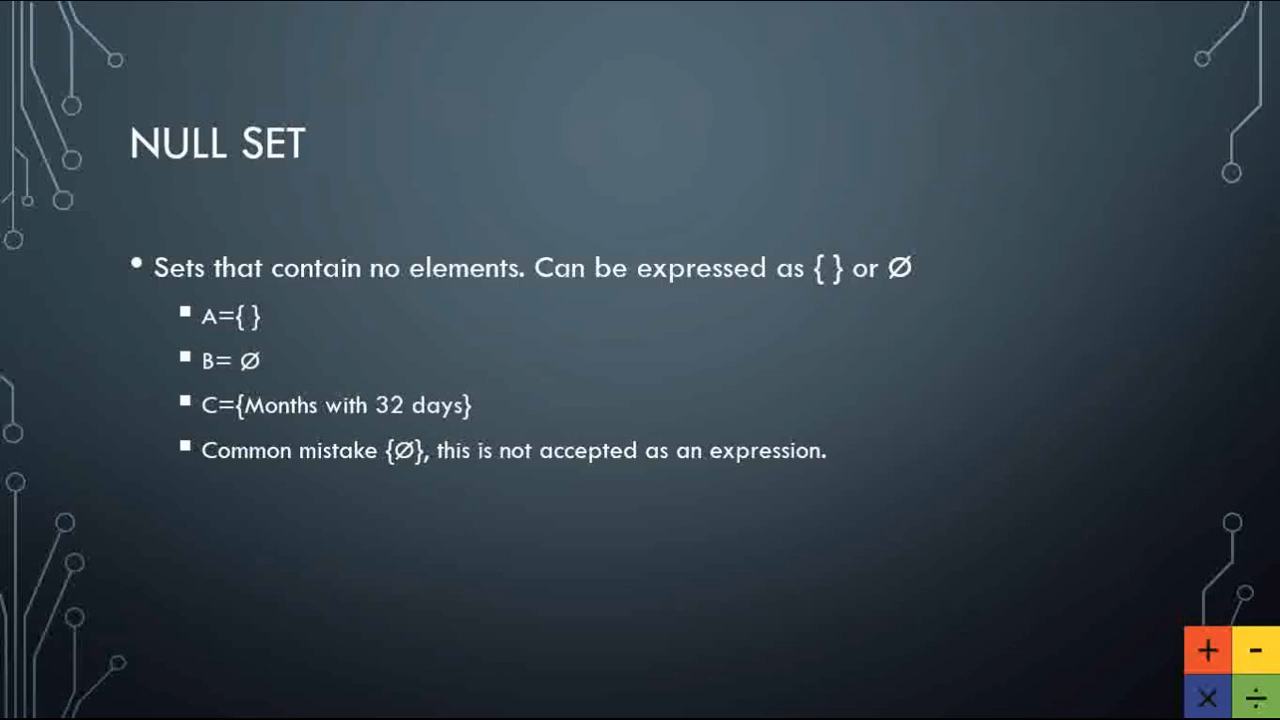 NULL SET
• Sets that contain no elements. Can be expressed as { } or Ø
▪ A={ }
▪ B= Ø
▪ C={Months with 32 days}
▪ Common mistake {Ø}, this is not accepted as an expression.
+ -
× ÷